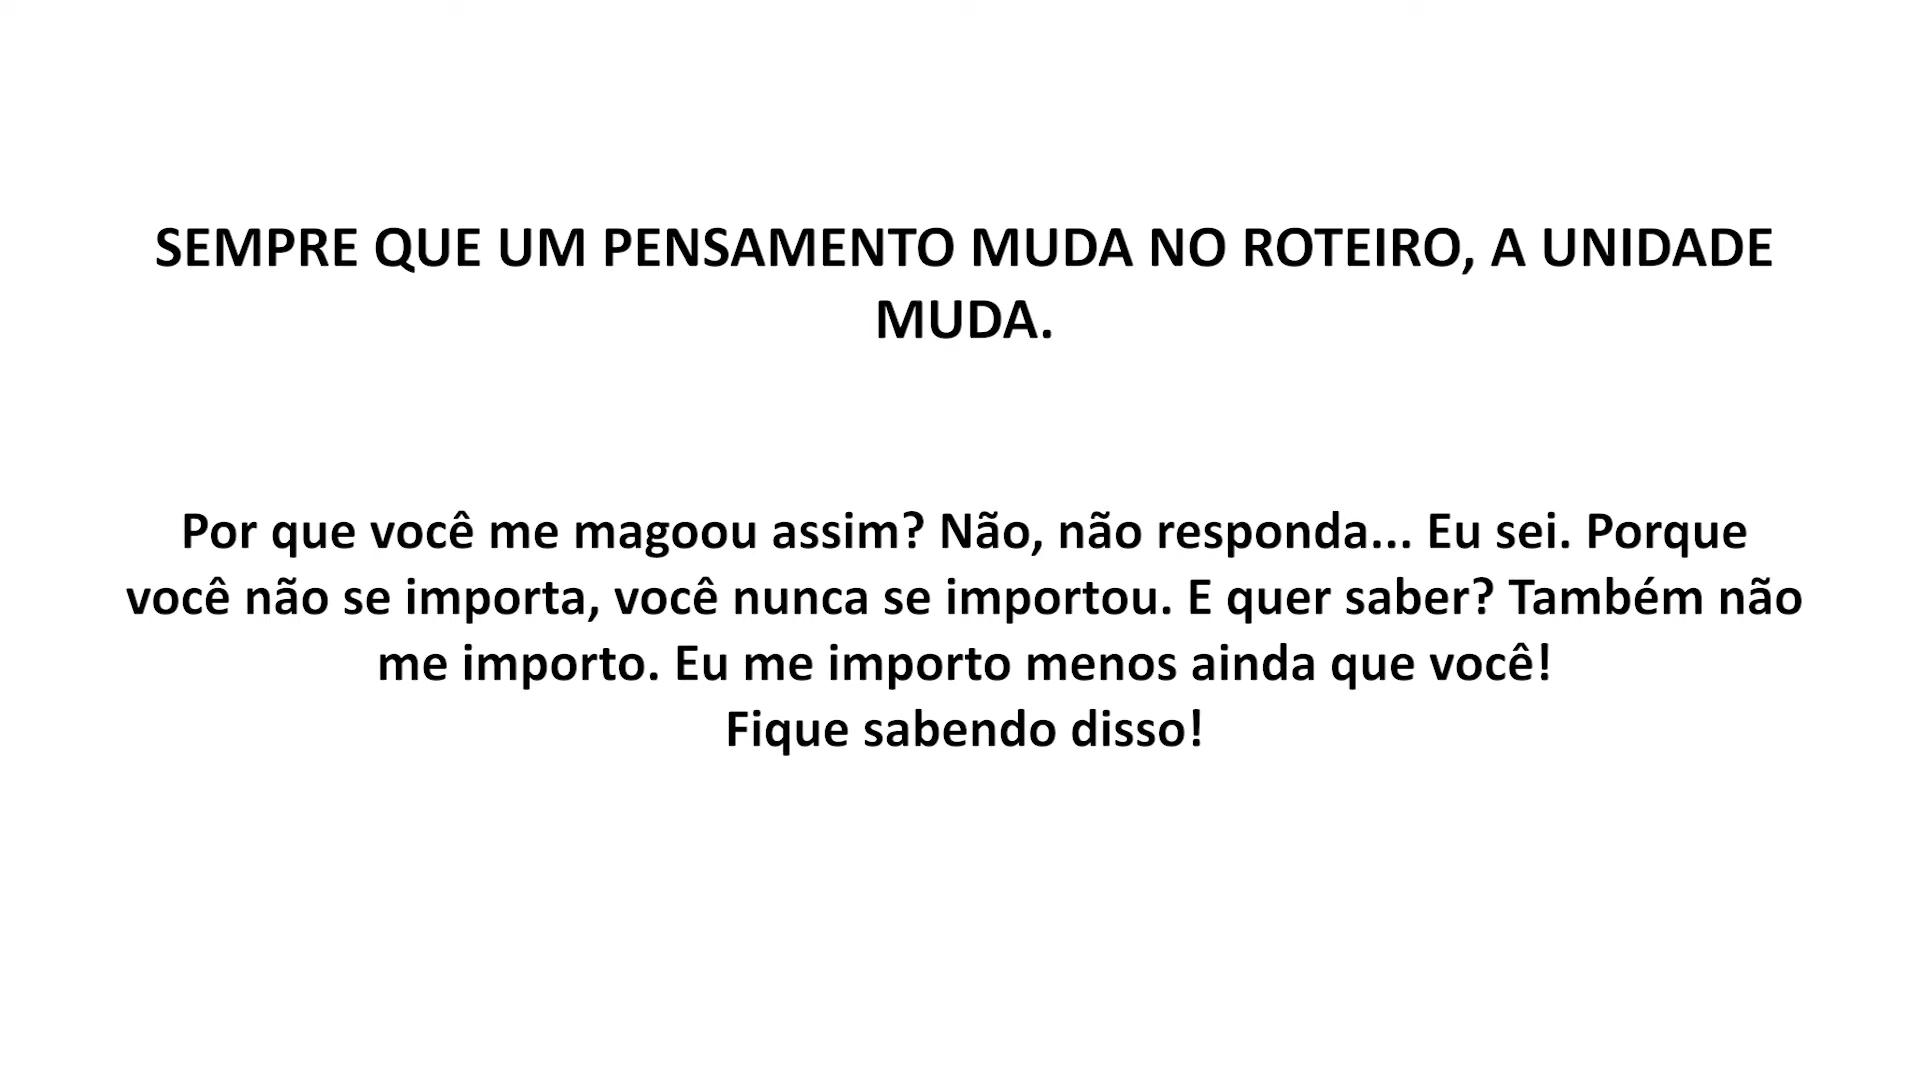 SEMPRE QUE UM PENSAMENTO MUDA NO ROTEIRO, A UNIDADE
MUDA.
Por que você me magoou assim? Não, não responda... Eu sei. Porque
você não se importa, você nunca se importou. E quer saber? Também não
me importo. Eu me importo menos ainda que você!
Fique sabendo disso!